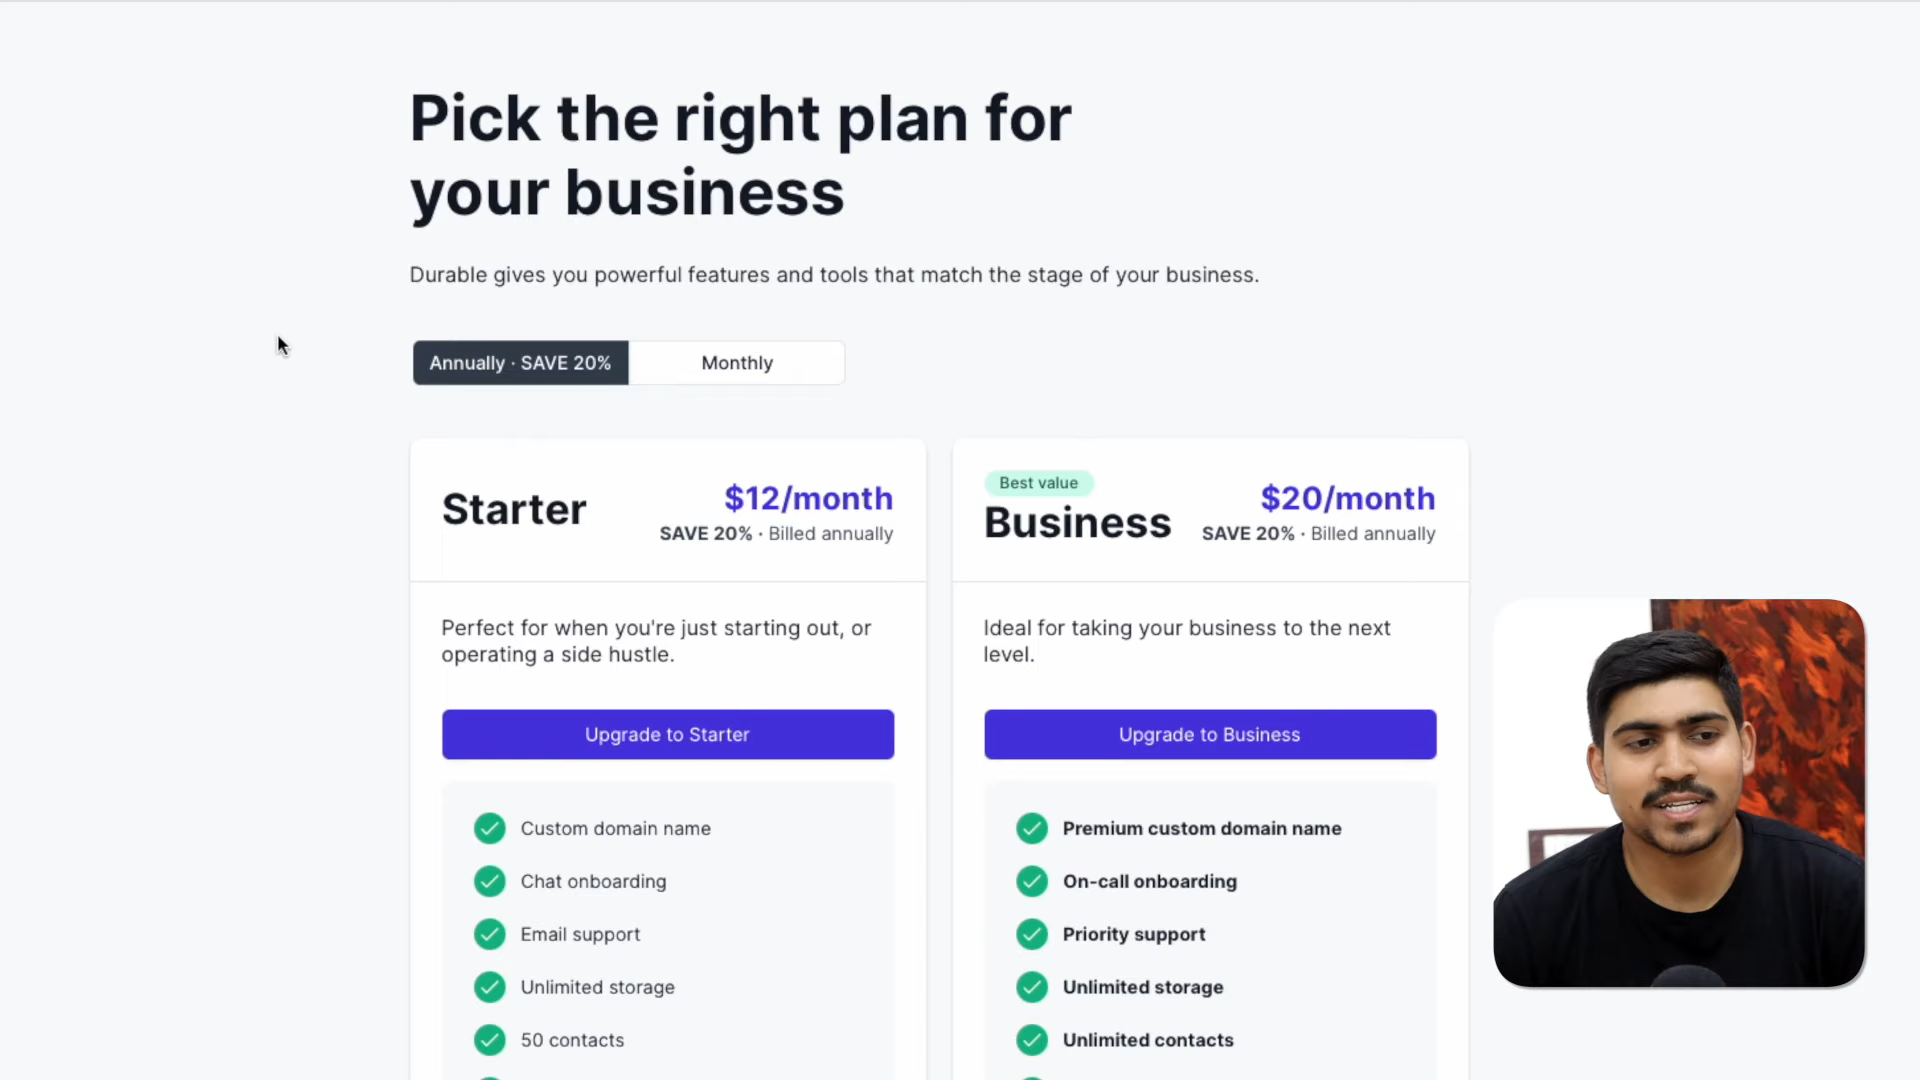 Pick the right plan for
your business
Durable gives you powerful features and tools that match the stage of your business.
Annually · SAVE 20%
Monthly
Starter
$12/month
SAVE 20% · Billed annually
Perfect for when you're just starting out, or
operating a side hustle.
Upgrade to Starter
Custom domain name
Chat onboarding
Email support
Unlimited storage
50 contacts
Best value
Business
$20/month
SAVE 20% · Billed annually
Ideal for taking your business to the next
level.
Upgrade to Business
Premium custom domain name
On-call onboarding
Priority support
Unlimited storage
Unlimited contacts